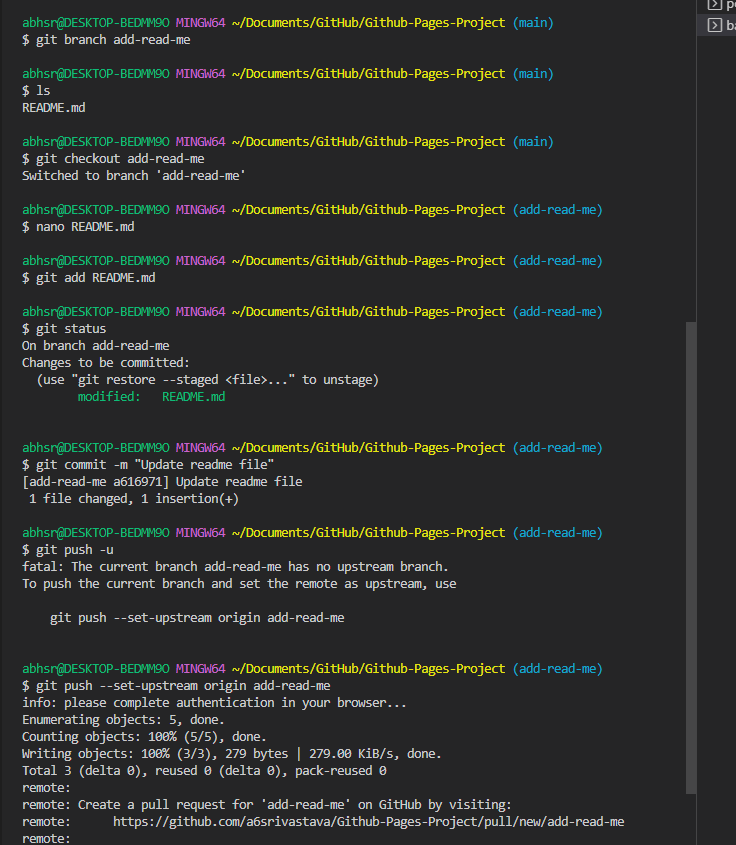 abhsr@DESKTOP-BEDMM9O MINGW64 ~/Documents/GitHub/Github-Pages-Project (main)
$ git branch add-read-me
abhsr@DESKTOP-BEDMM9O MINGW64 ~/Documents/GitHub/Github-Pages-Project (main)
$ ls
README.md
abhsr@DESKTOP-BEDMM9O MINGW64 ~/Documents/GitHub/Github-Pages-Project (main)
$ git checkout add-read-me
Switched to branch 'add-read-me'
abhsr@DESKTOP-BEDMM9O MINGW64 ~/Documents/GitHub/Github-Pages-Project (add-read-me)
$ nano README.md
abhsr@DESKTOP-BEDMM9O MINGW64 ~/Documents/GitHub/Github-Pages-Project (add-read-me)
$ git add README.md
abhsr@DESKTOP-BEDMM9O MINGW64 ~/Documents/GitHub/Github-Pages-Project (add-read-me)
$ git status
On branch add-read-me
Changes to be committed:
  (use "git restore --staged <file>..." to unstage)
        modified:   README.md
abhsr@DESKTOP-BEDMM9O MINGW64 ~/Documents/GitHub/Github-Pages-Project (add-read-me)
$ git commit -m "Update readme file"
[add-read-me a616971] Update readme file
 1 file changed, 1 insertion(+)
abhsr@DESKTOP-BEDMM9O MINGW64 ~/Documents/GitHub/Github-Pages-Project (add-read-me)
$ git push -u
fatal: The current branch add-read-me has no upstream branch.
To push the current branch and set the remote as upstream, use
    git push --set-upstream origin add-read-me
abhsr@DESKTOP-BEDMM9O MINGW64 ~/Documents/GitHub/Github-Pages-Project (add-read-me)
$ git push --set-upstream origin add-read-me
info: please complete authentication in your browser...
Enumerating objects: 5, done.
Counting objects: 100% (5/5), done.
Writing objects: 100% (3/3), 279 bytes | 279.00 KiB/s, done.
Total 3 (delta 0), reused 0 (delta 0), pack-reused 0
remote:
remote: Create a pull request for 'add-read-me' on GitHub by visiting:
remote:      https://github.com/a6srivastava/Github-Pages-Project/pull/new/add-read-me
remote: